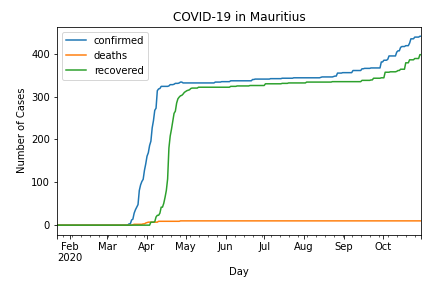 COVID-19 in Mauritius
confirmed
deaths
recovered
Number of Cases
400
300
200
100
0
Feb Mar Apr May Jun Jul Aug Sep Oct
2020
Day